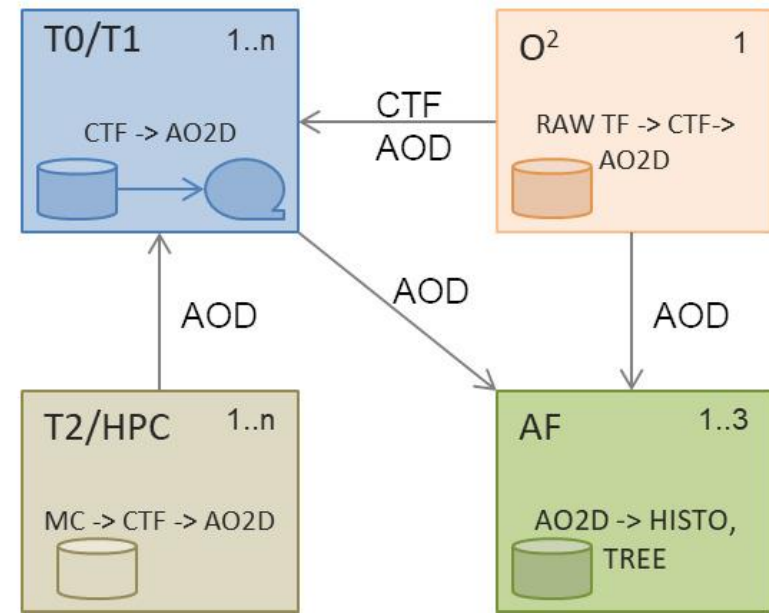 T0/T1 1..n
CTF -> AO2D
CTF
AOD
O² 1
RAW TF -> CTF->
AO2D
AOD
AOD
AOD
T2/HPC 1..n
MC -> CTF -> AO2D
AF 1..3
AO2D -> HISTO,
TREE